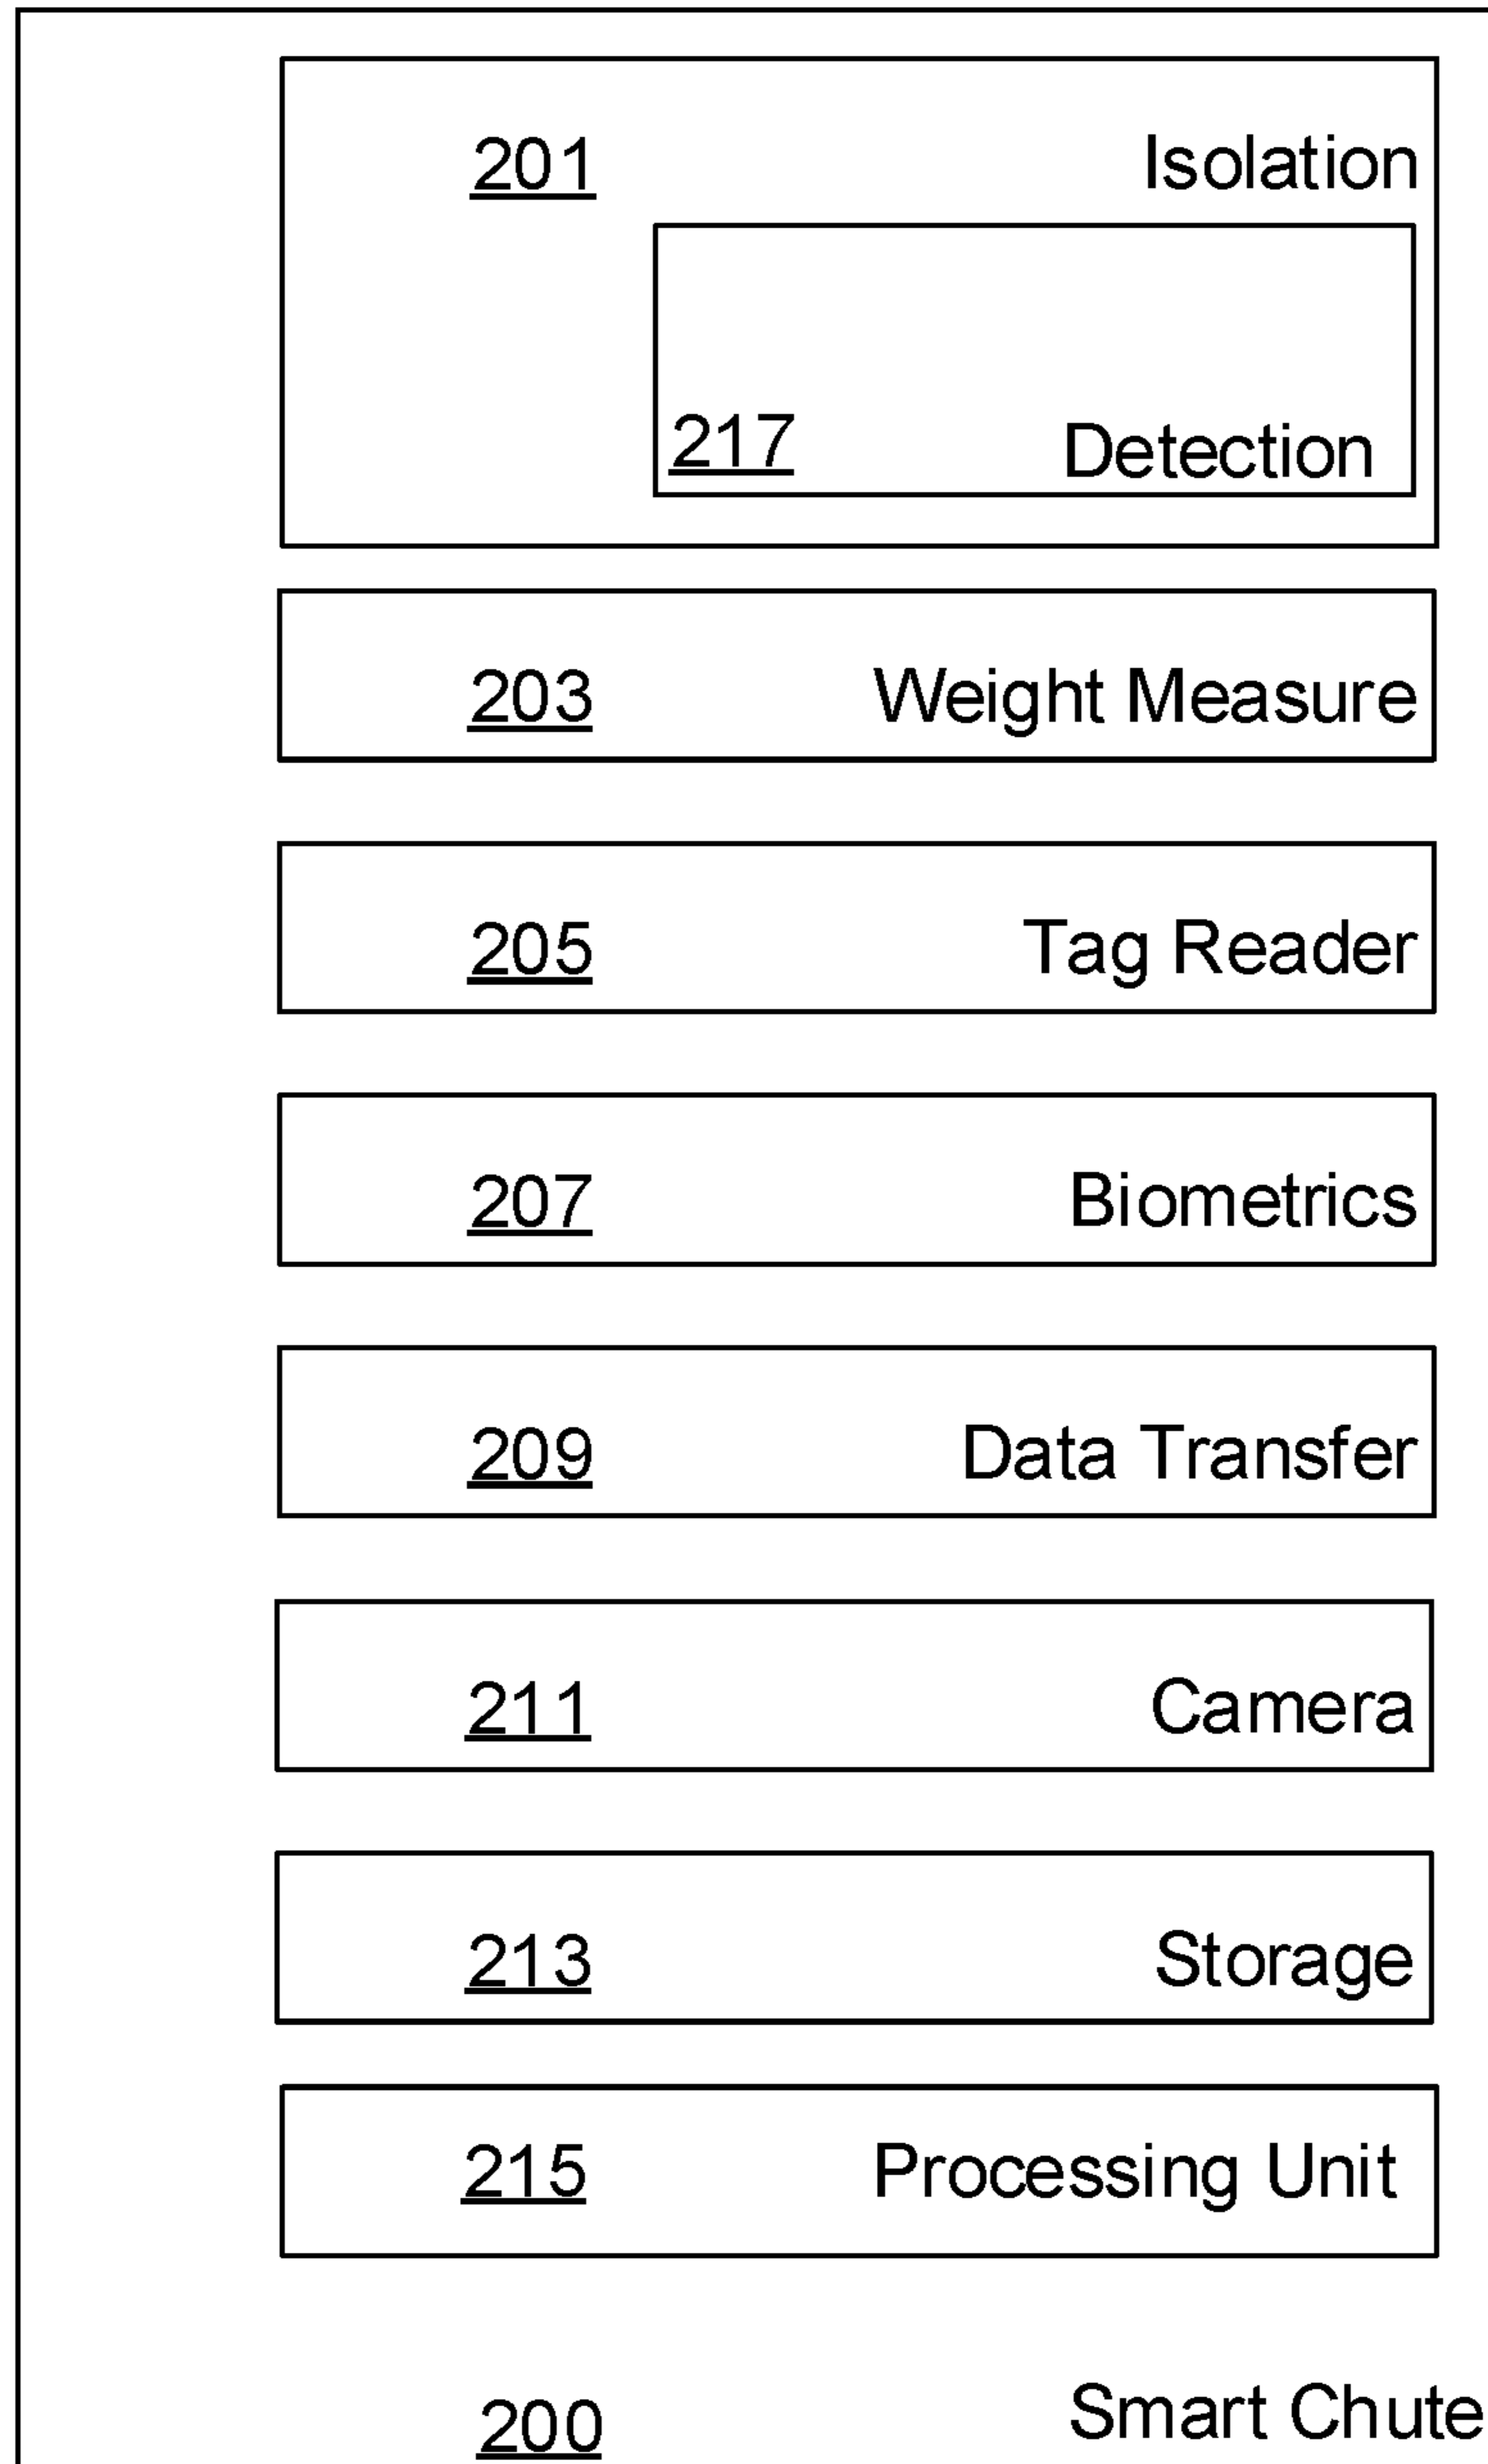 201 Isolation
217 Detection
203 Weight Measure
205 Tag Reader
207 Biometrics
209 Data Transfer
211 Camera
213 Storage
215 Processing Unit
200 Smart Chute